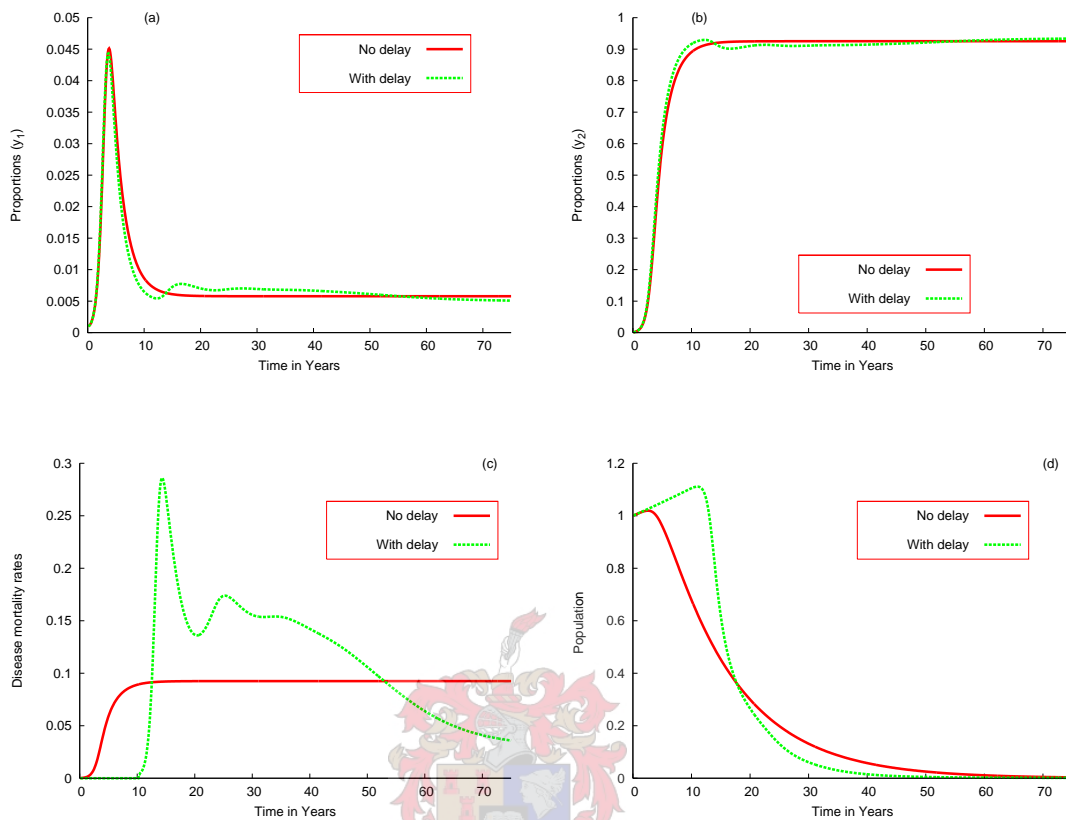 (a)
0.05
0.045
0.04
0.035
0.03
0.025
0.02
0.015
0.01
0.005
0
Proportions (y1)
No delay
With delay
0 10 20 30 40 50 60 70
Time in Years
(b)
1
0.9
0.8
0.7
0.6
0.5
0.4
0.3
0.2
0.1
0
Proportions (y2)
No delay
With delay
0 10 20 30 40 50 60 70
Time in Years
(c)
0.3
0.25
0.2
0.15
0.1
0.05
0
Disease mortality rates
No delay
With delay
0 10 20 30 40 50 60 70
Time in Years
(d)
1.2
1
0.8
0.6
0.4
0.2
0
Population
No delay
With delay
0 10 20 30 40 50 60 70
Time in Years